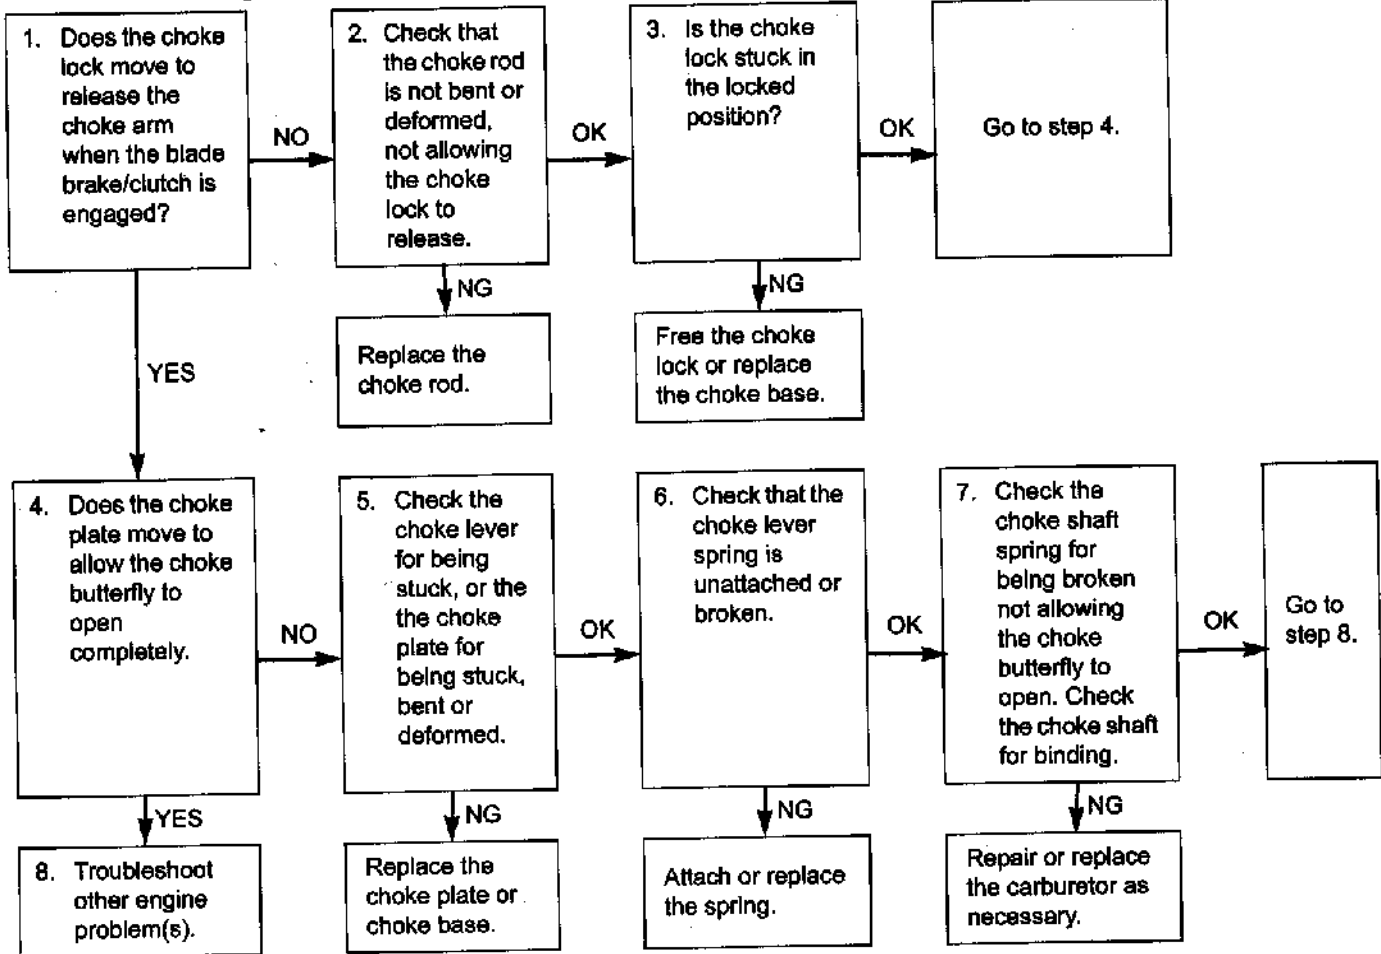 1. Does the choke
lock move to
release the
choke arm
when the blade
brake/clutch is
engaged?
NO
2. Check that
the choke rod
is not bent or
deformed,
not allowing
the choke
lock to
release.
OK
3. Is the choke
lock stuck in
the locked
position?
OK
Go to step 4.
NG
Replace the
choke rod.
NG
Free the choke
lock or replace
the choke base.
YES
4. Does the choke
plate move to
allow the choke
butterfly to
open
completely.
NO
5. Check the
choke lever
for being
stuck, or the
the choke
plate for
being stuck,
bent or
deformed.
OK
6. Check that the
choke lever
spring is
unattached or
broken.
OK
7. Check the
choke shaft
spring for
being broken
not allowing
the choke
butterfly to
open. Check
the choke shaft
for binding.
OK
Go to
step 8.
YES
8. Troubleshoot
other engine
problem(s).
NG
Replace the
choke plate or
choke base.
NG
Attach or replace
the spring.
NG
Repair or replace
the carburetor as
necessary.